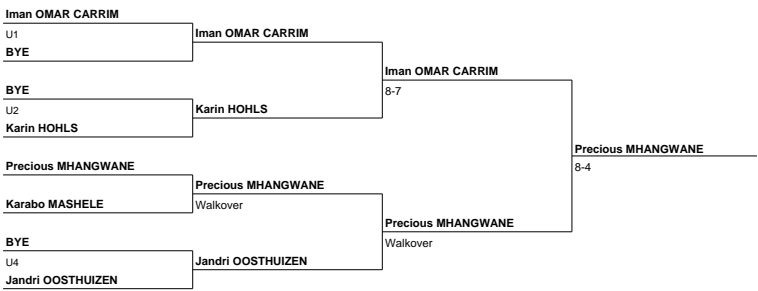 Iman OMAR CARRIM
U1
BYE
Iman OMAR CARRIM
Iman OMAR CARRIM
8-7
BYE
U2
Karin HOHLS
Karin HOHLS
Precious MHANGWANE
8-4
Precious MHANGWANE
Karabo MASHELE
Precious MHANGWANE
Walkover
Precious MHANGWANE
Walkover
BYE
U4
Jandri OOSTHUIZEN
Jandri OOSTHUIZEN